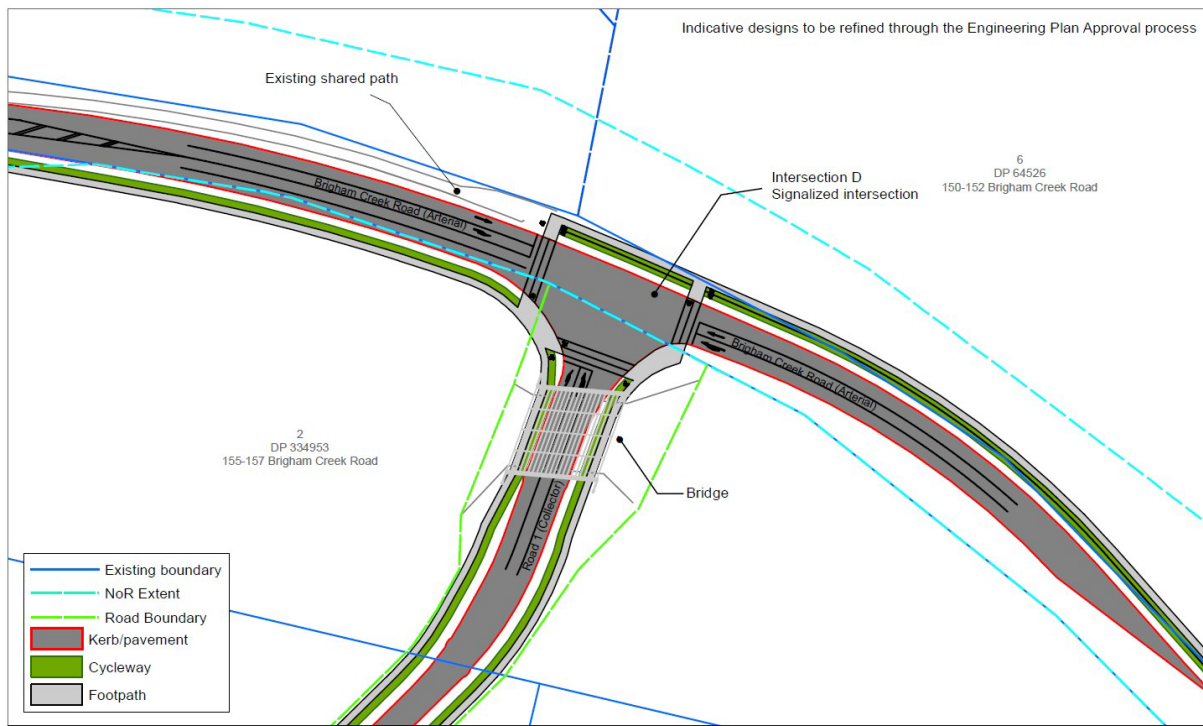 Indicative designs to be refined through the Engineering Plan Approval process
Existing shared path
6
DP 64526
150-152 Brigham Creek Road
Intersection D
Signalized intersection
Brigham Creek Road (Arterial)
Brigham Creek Road (Arterial)
2
DP 334953
155-157 Brigham Creek Road
Bridge
Road 1 (Collector)
Existing boundary
NoR Extent
Road Boundary
Kerb/pavement
Cycleway
Footpath